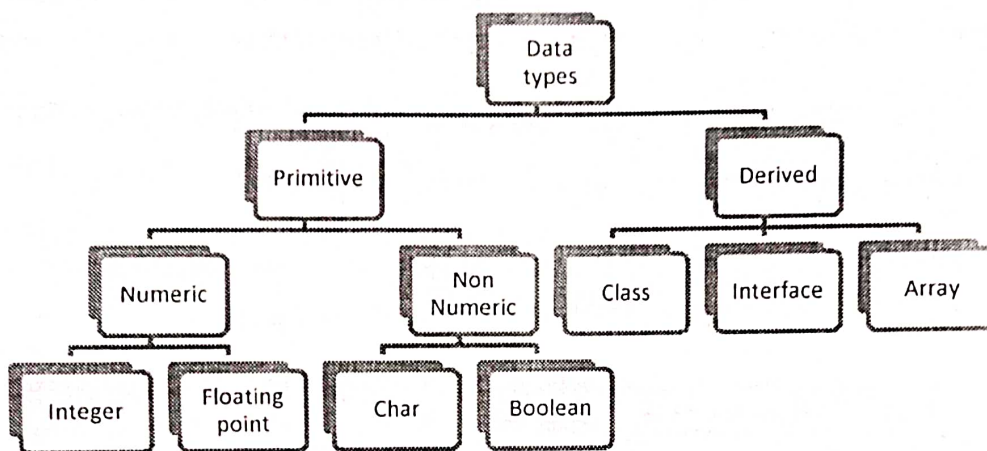 Data
types
Primitive
Derived
Numeric
Non
Numeric
Class
Interface
Array
Integer
Floating
point
Char
Boolean